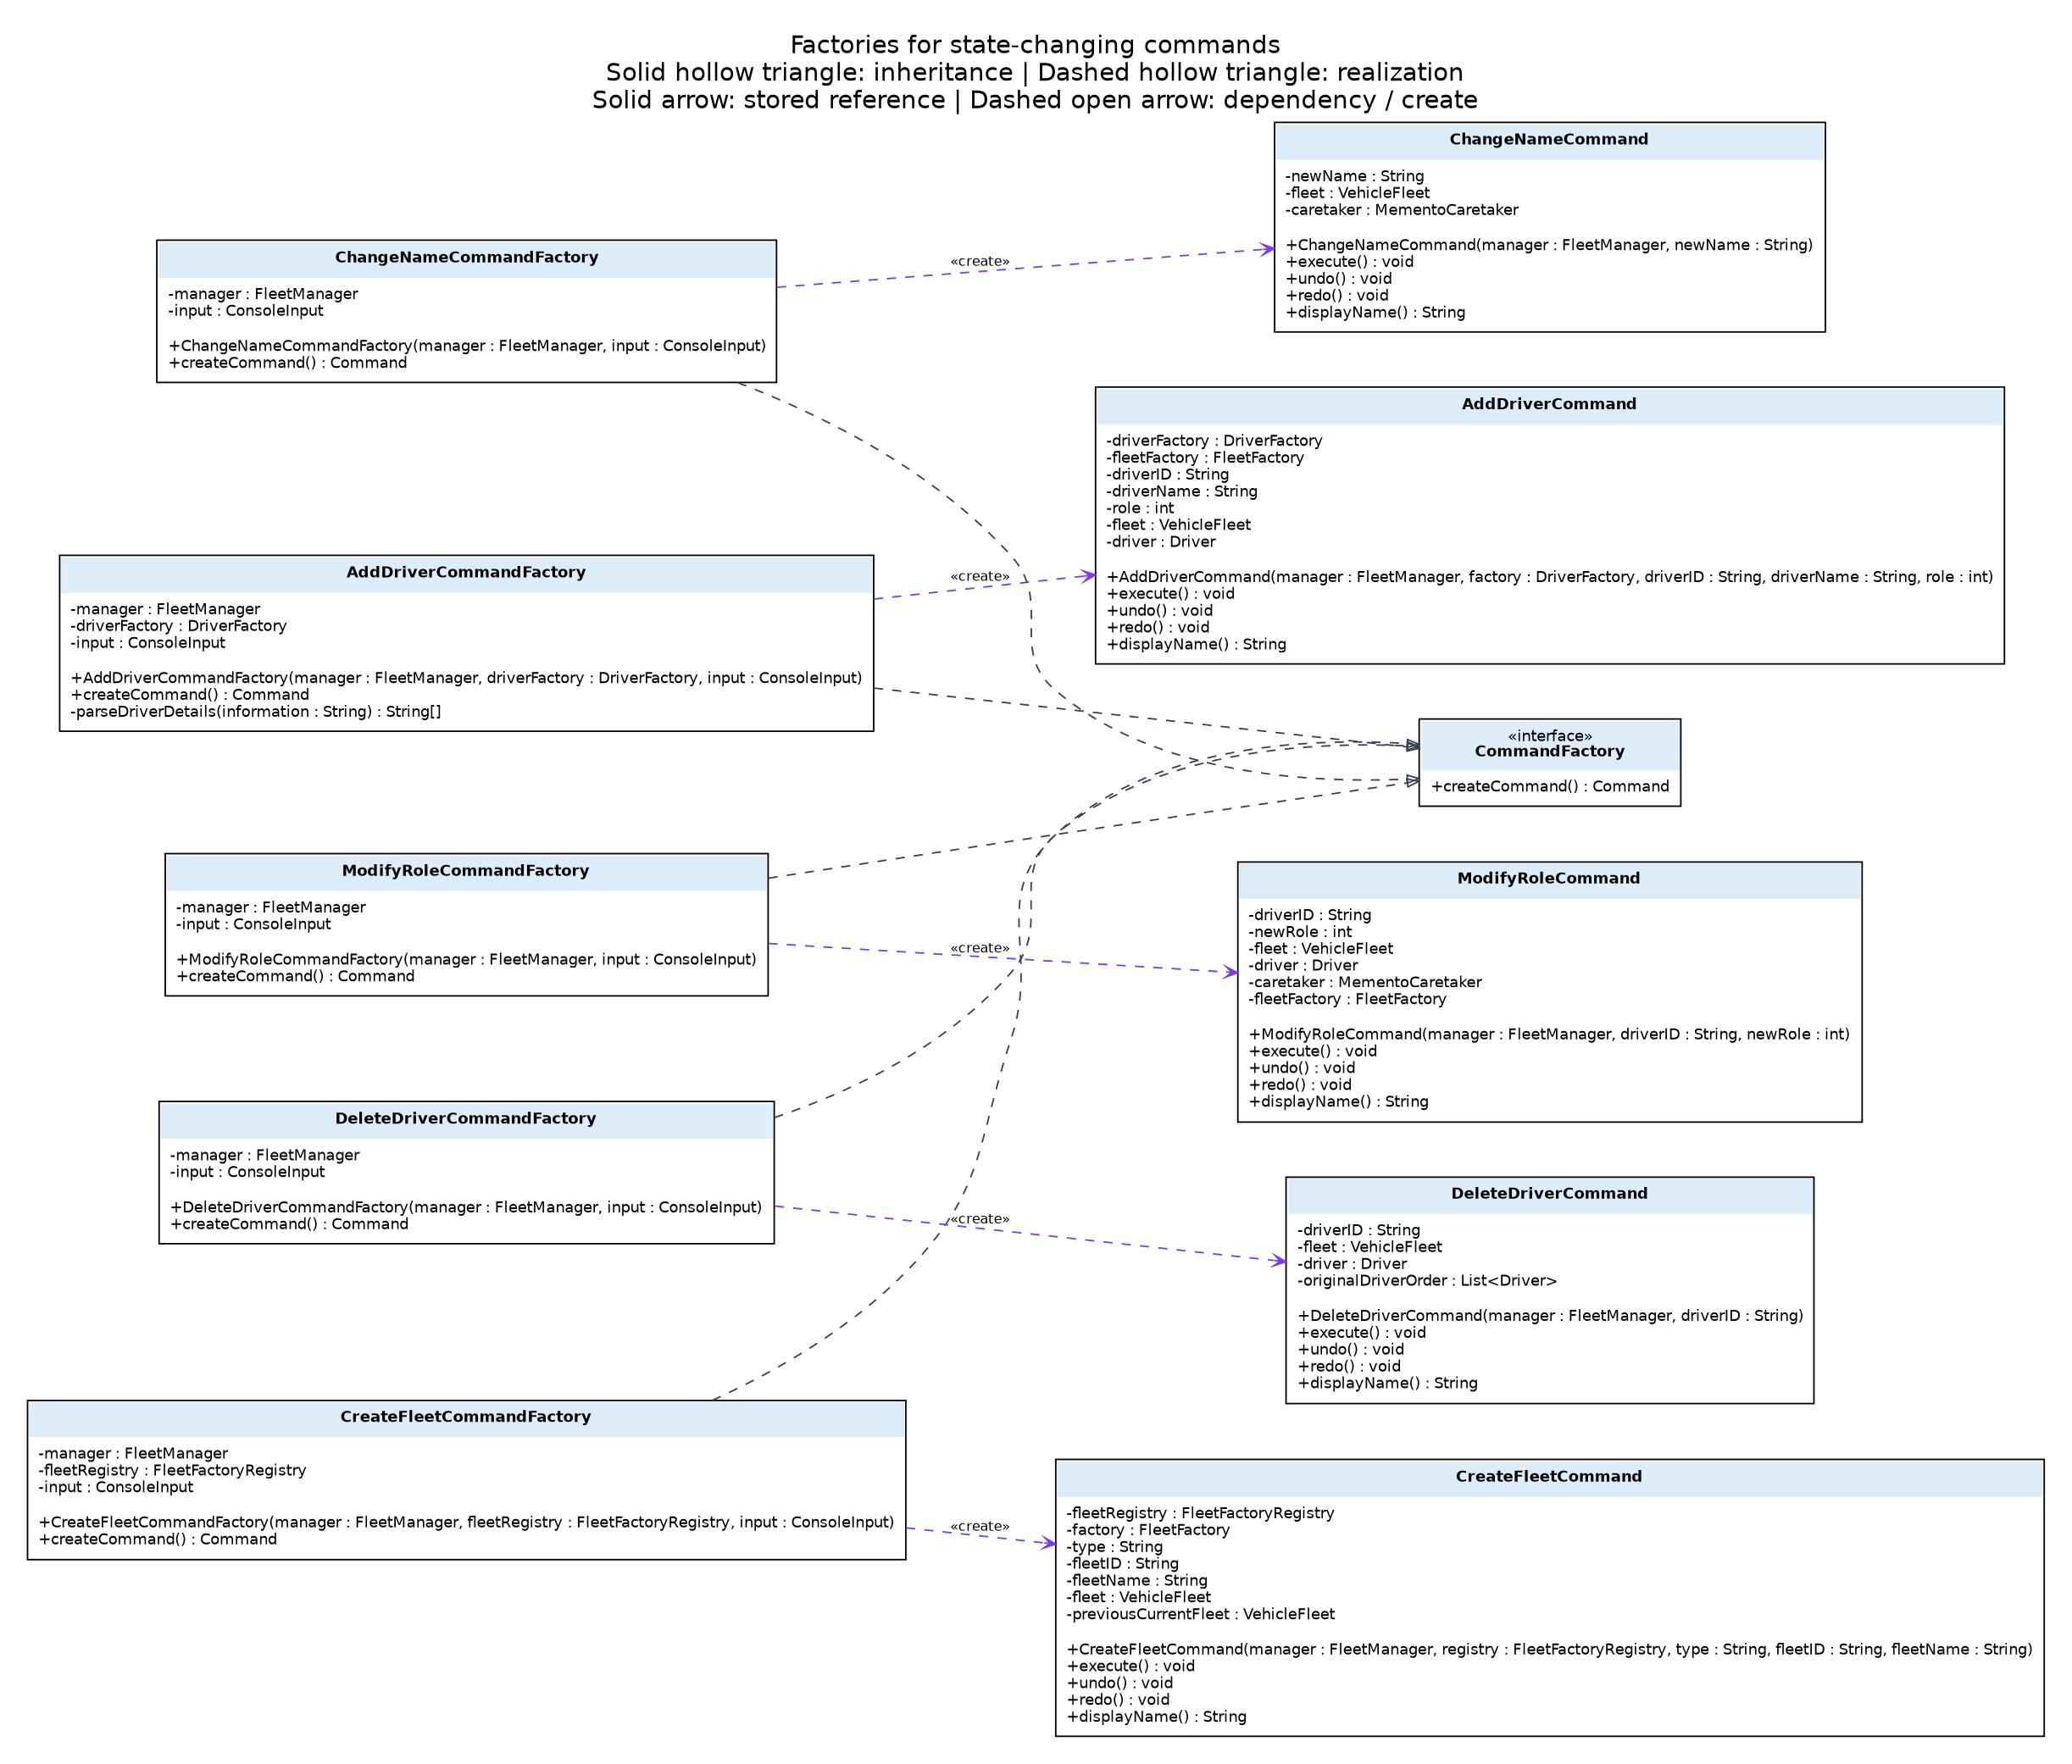 Factories for state-changing commands
Solid hollow triangle: inheritance | Dashed hollow triangle: realization
Solid arrow: stored reference | Dashed open arrow: dependency / create
ChangeNameCommand
-newName : String
-fleet : VehicleFleet
-caretaker : MementoCaretaker
+ChangeNameCommand(manager : FleetManager, newName : String)
+execute() : void
+undo() : void
+redo() : void
+displayName() : String
ChangeNameCommandFactory
-manager : FleetManager
-input : ConsoleInput
+ChangeNameCommandFactory(manager : FleetManager, input : ConsoleInput)
+createCommand() : Command
«create»
AddDriverCommand
-driverFactory : DriverFactory
-fleetFactory : FleetFactory
-driverID : String
-driverName : String
-role : int
-fleet : VehicleFleet
-driver : Driver
+AddDriverCommand(manager : FleetManager, factory : DriverFactory, driverID : String, driverName : String, role : int)
+execute() : void
+undo() : void
+redo() : void
+displayName() : String
AddDriverCommandFactory
-manager : FleetManager
-driverFactory : DriverFactory
-input : ConsoleInput
+AddDriverCommandFactory(manager : FleetManager, driverFactory : DriverFactory, input : ConsoleInput)
+createCommand() : Command
-parseDriverDetails(information : String) : String[]
«create»
«interface»
CommandFactory
+createCommand() : Command
ModifyRoleCommandFactory
-manager : FleetManager
-input : ConsoleInput
+ModifyRoleCommandFactory(manager : FleetManager, input : ConsoleInput)
+createCommand() : Command
«create»
ModifyRoleCommand
-driverID : String
-newRole : int
-fleet : VehicleFleet
-driver : Driver
-caretaker : MementoCaretaker
-fleetFactory : FleetFactory
+ModifyRoleCommand(manager : FleetManager, driverID : String, newRole : int)
+execute() : void
+undo() : void
+redo() : void
+displayName() : String
DeleteDriverCommandFactory
-manager : FleetManager
-input : ConsoleInput
+DeleteDriverCommandFactory(manager : FleetManager, input : ConsoleInput)
+createCommand() : Command
«create»
DeleteDriverCommand
-driverID : String
-fleet : VehicleFleet
-driver : Driver
-originalDriverOrder : List<Driver>
+DeleteDriverCommand(manager : FleetManager, driverID : String)
+execute() : void
+undo() : void
+redo() : void
+displayName() : String
CreateFleetCommandFactory
-manager : FleetManager
-fleetRegistry : FleetFactoryRegistry
-input : ConsoleInput
+CreateFleetCommandFactory(manager : FleetManager, fleetRegistry : FleetFactoryRegistry, input : ConsoleInput)
+createCommand() : Command
«create»
CreateFleetCommand
-fleetRegistry : FleetFactoryRegistry
-factory : FleetFactory
-type : String
-fleetID : String
-fleetName : String
-fleet : VehicleFleet
-previousCurrentFleet : VehicleFleet
+CreateFleetCommand(manager : FleetManager, registry : FleetFactoryRegistry, type : String, fleetID : String, fleetName : String)
+execute() : void
+undo() : void
+redo() : void
+displayName() : String